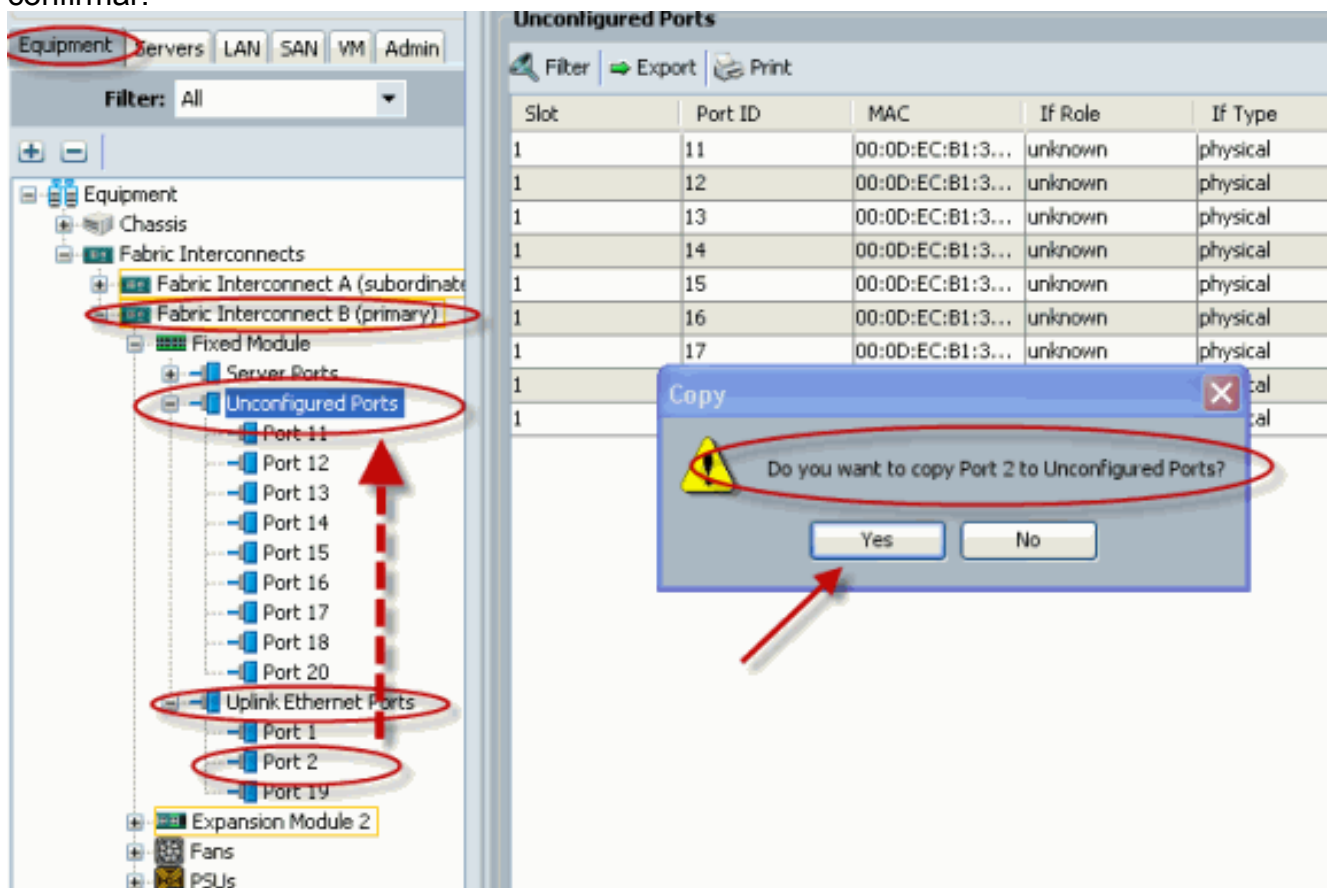 confirmar.
Equipment Servers LAN SAN VM Admin
Filter: All
Equipment
Chassis
Fabric Interconnects
Fabric Interconnect A (subordinate
Fabric Interconnect B (primary)
Fixed Module
Server Ports
Unconfigured Ports
Port 11
Port 12
Port 13
Port 14
Port 15
Port 16
Port 17
Port 18
Port 20
Uplink Ethernet Ports
Port 1
Port 2
Port 19
Expansion Module 2
Fans
PSUs
Unconfigured Ports
Filter Export Print
Slot Port ID MAC If Role If Type
1 11 00:0D:EC:B1:3... unknown physical
1 12 00:0D:EC:B1:3... unknown physical
1 13 00:0D:EC:B1:3... unknown physical
1 14 00:0D:EC:B1:3... unknown physical
1 15 00:0D:EC:B1:3... unknown physical
1 16 00:0D:EC:B1:3... unknown physical
1 17 00:0D:EC:B1:3... unknown physical
1 cal
1 cal
Copy
Do you want to copy Port 2 to Unconfigured Ports?
Yes No